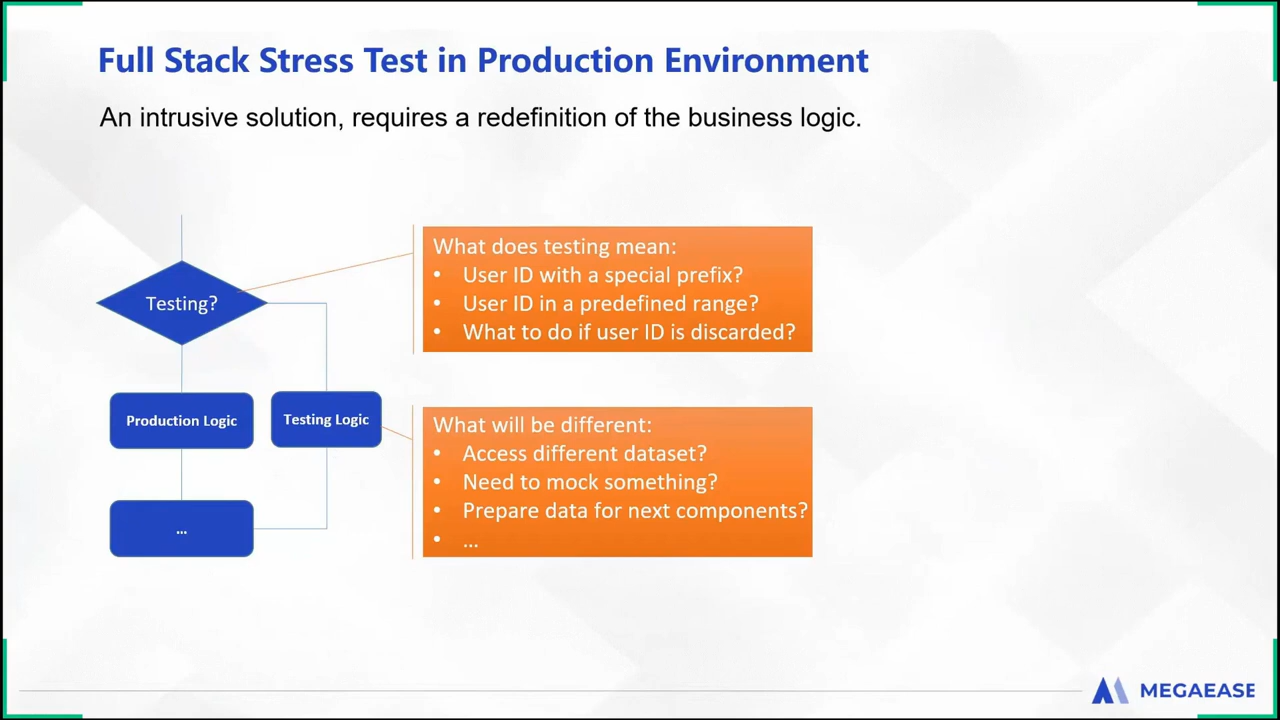 Full Stack Stress Test in Production Environment
An intrusive solution, requires a redefinition of the business logic.
Testing?
Production Logic
Testing Logic
...
What does testing mean:
• User ID with a special prefix?
• User ID in a predefined range?
• What to do if user ID is discarded?
What will be different:
• Access different dataset?
• Need to mock something?
• Prepare data for next components?
• ...
MEGAEASE